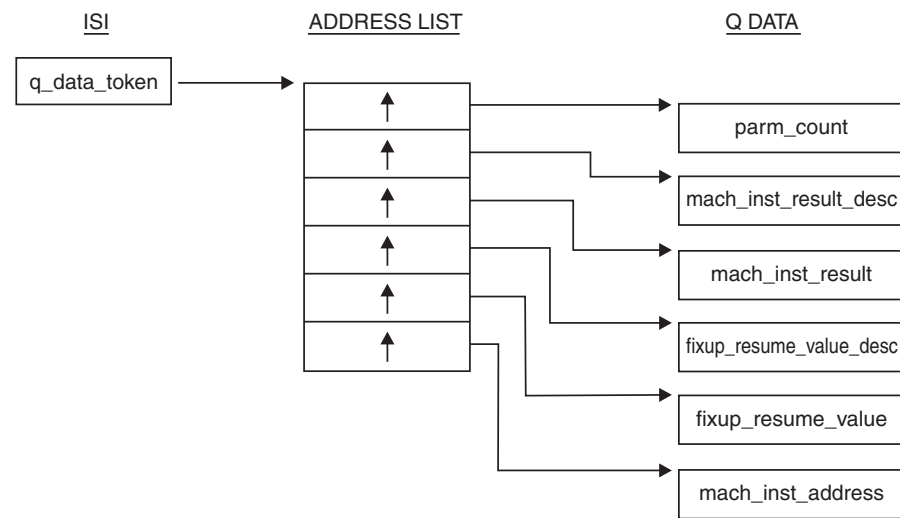 ISI
ADDRESS LIST
Q DATA
q_data_token
parm_count
mach_inst_result_desc
mach_inst_result
fixup_resume_value_desc
fixup_resume_value
mach_inst_address